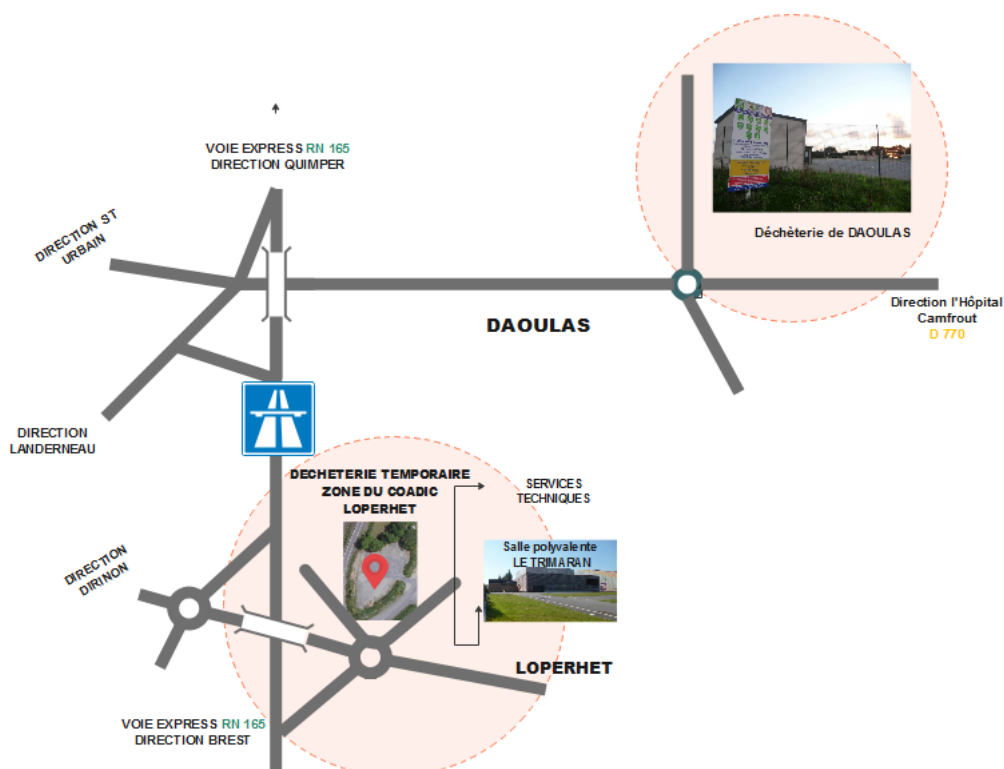 VOIE EXPRESS RN 165
DIRECTION QUIMPER
DIRECTION ST
URBAIN
Déchèterie de DAOULAS
Direction l'Hôpital
Camfrout
D 770
DAOULAS
DIRECTION
LANDERNEAU
DECHETERIE TEMPORAIRE
ZONE DU COADIC
LOPERHET
SERVICES
TECHNIQUES
Salle polyvalente
LE TRIMARAN
DIRECTION
DIRINON
LOPERHET
VOIE EXPRESS RN 165
DIRECTION BREST